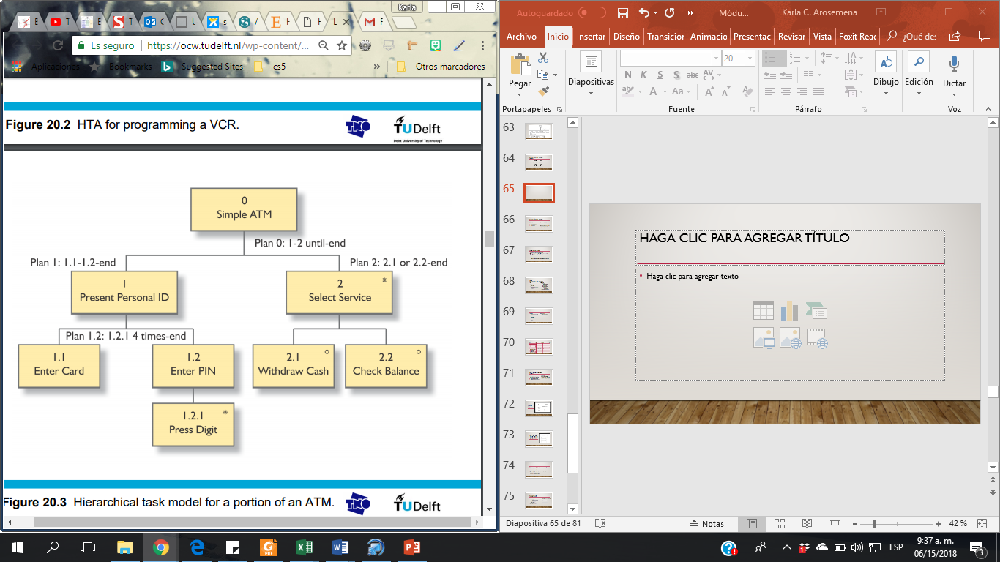 Karla
Es seguro
https://ocw.tudelft.nl/wp-content/...
Aplicaciones
Bookmarks
Suggested Sites
cs5
»
Otros marcadores
Figure 20.2 HTA for programming a VCR.
TNO
TUDelft
Delft University of Technology
0
Simple ATM
Plan 0: 1-2 until-end
Plan 1: 1.1-1.2-end
Plan 2: 2.1 or 2.2-end
1
Present Personal ID
2 *
Select Service
Plan 1.2: 1.2.1 4 times-end
1.1
Enter Card
1.2
Enter PIN
2.1 o
Withdraw Cash
2.2 o
Check Balance
1.2.1 *
Press Digit
Figure 20.3 Hierarchical task model for a portion of an ATM.
TNO
TUDelft
Autoguardado
Módu...
Karla C. Arosemena
Archivo
Inicio
Insertar
Diseño
Transicior
Animacio
Presentac
Revisar
Vista
Foxit Reac
¿Qué de:
Pegar
Portapapeles
Diapositivas
20
N K S S abc AV
A Aa A A
Fuente
Párrafo
Dibujo
Edición
Dictar
Voz
63
64
65
66
67
68
69
70
71
72
73
74
75
HAGA CLIC PARA AGREGAR TÍTULO
• Haga clic para agregar texto
Diapositiva 65 de 81
Notas
42 %
ESP
9:37 a. m.
06/15/2018
3